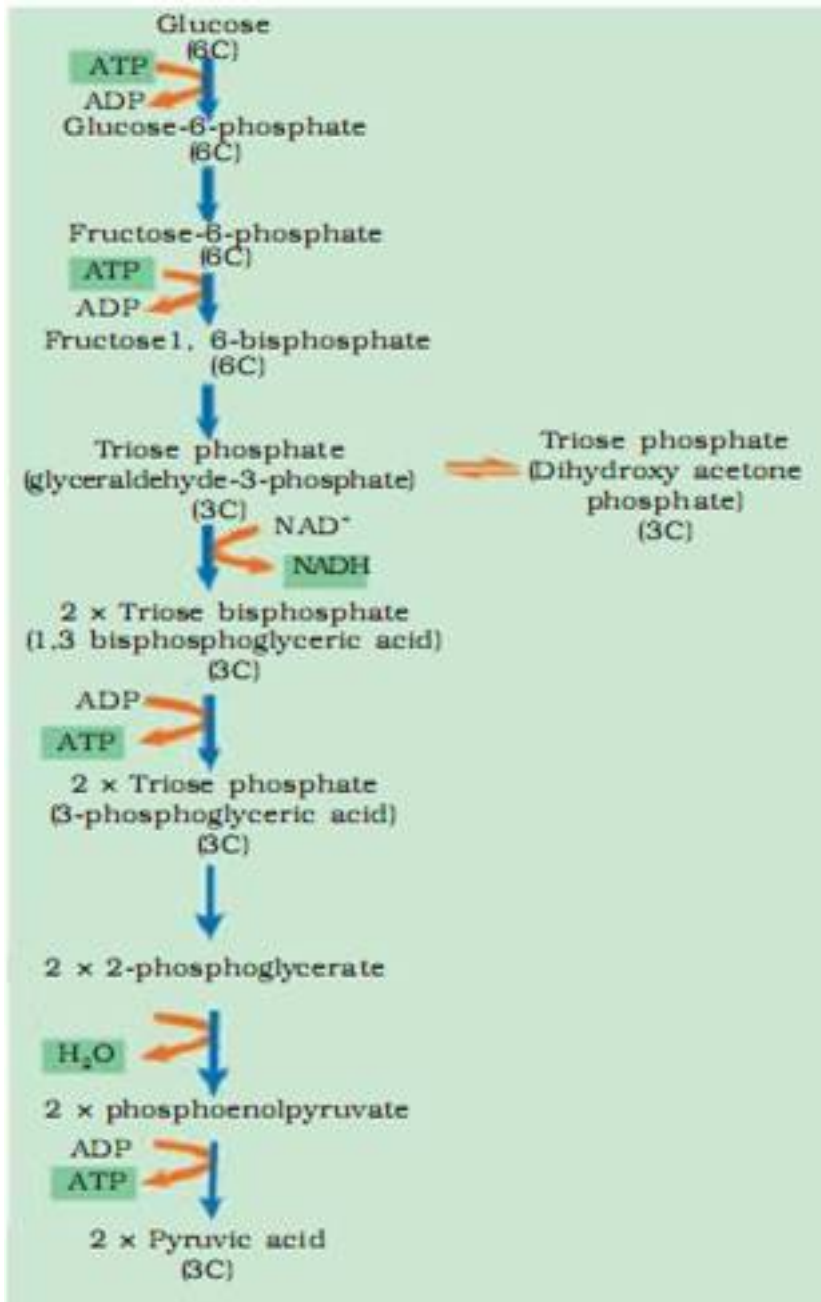 Glucose
(6C)
ATP
ADP
Glucose-6-phosphate
(6C)
Fructose-6-phosphate
(6C)
ATP
ADP
Fructose1, 6-bisphosphate
(6C)
Triose phosphate
(glyceraldehyde-3-phosphate)
(3C)
Triose phosphate
(Dihydroxy acetone
phosphate)
(3C)
NAD⁺
NADH
2 × Triose bisphosphate
(1,3 bisphosphoglyceric acid)
(3C)
ADP
ATP
2 × Triose phosphate
(3-phosphoglyceric acid)
(3C)
2 × 2-phosphoglycerate
H₂O
2 × phosphoenolpyruvate
ADP
ATP
2 × Pyruvic acid
(3C)